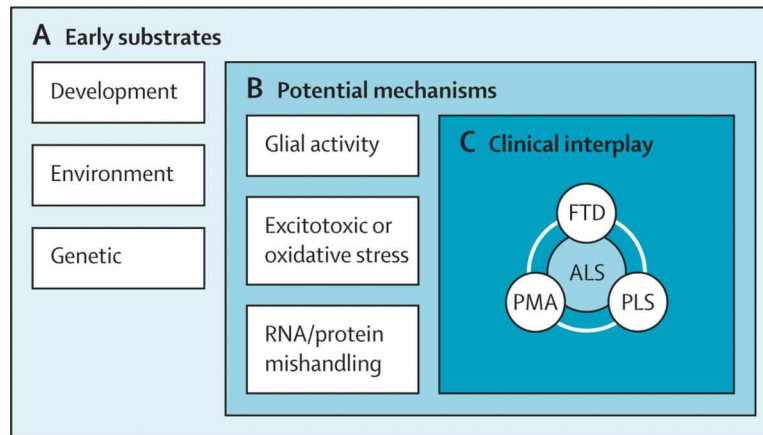 A Early substrates
Development
Environment
Genetic
B Potential mechanisms
Glial activity
Excitotoxic or
oxidative stress
RNA/protein
mishandling
C Clinical interplay
FTD
ALS
PMA
PLS